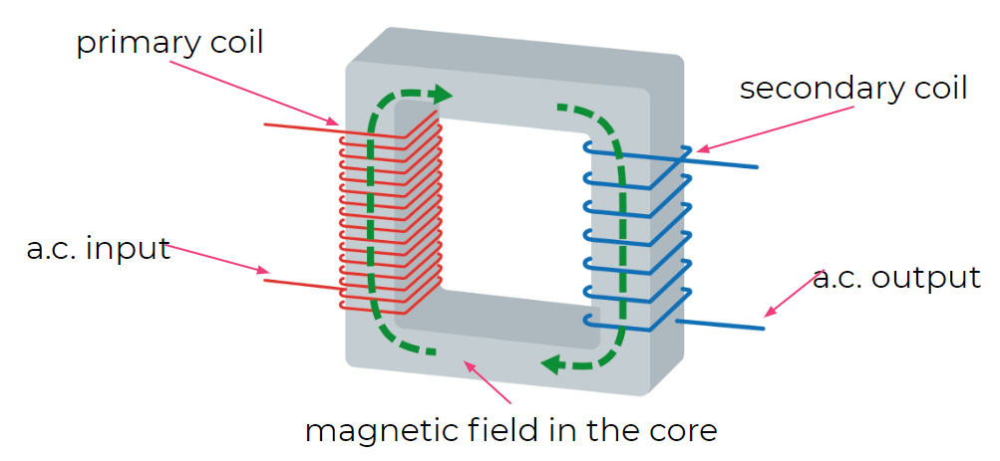 primary coil
secondary coil
a.c. input
a.c. output
magnetic field in the core